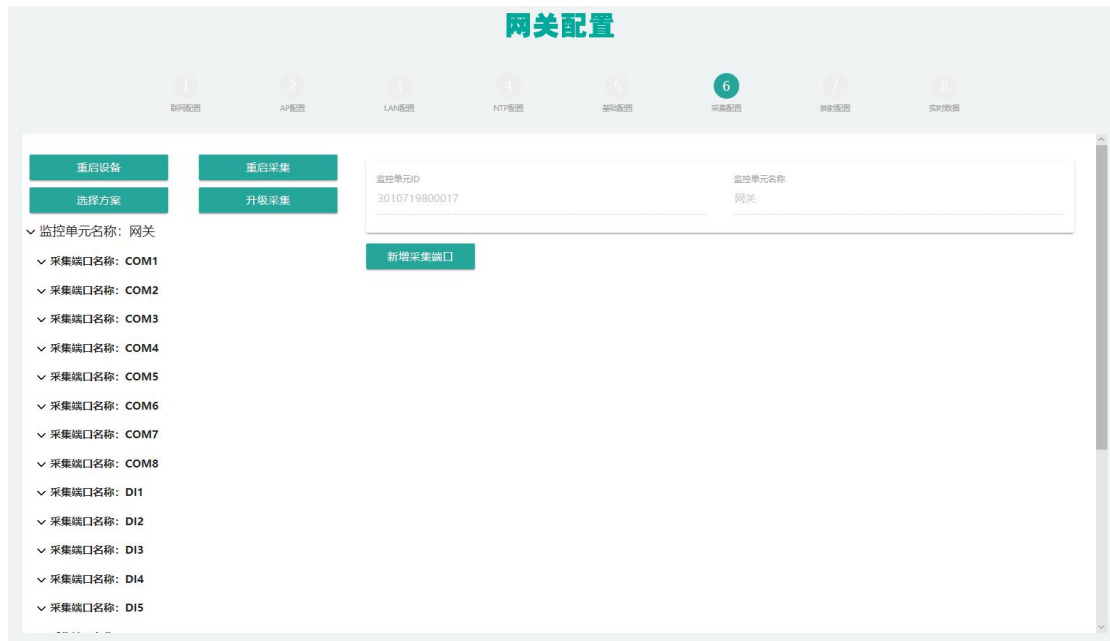 网关配置
1 2 3 4 5 6 7 8
联网配置 AP配置 LAN配置 NTP配置 基础配置 采集配置 映射配置 实时数据
重启设备 重启采集
选择方案 升级采集
监控单元名称：网关
采集端口名称：COM1
采集端口名称：COM2
采集端口名称：COM3
采集端口名称：COM4
采集端口名称：COM5
采集端口名称：COM6
采集端口名称：COM7
采集端口名称：COM8
采集端口名称：DI1
采集端口名称：DI2
采集端口名称：DI3
采集端口名称：DI4
采集端口名称：DI5
监控单元ID 监控单元名称
3010719800017 网关
新增采集端口